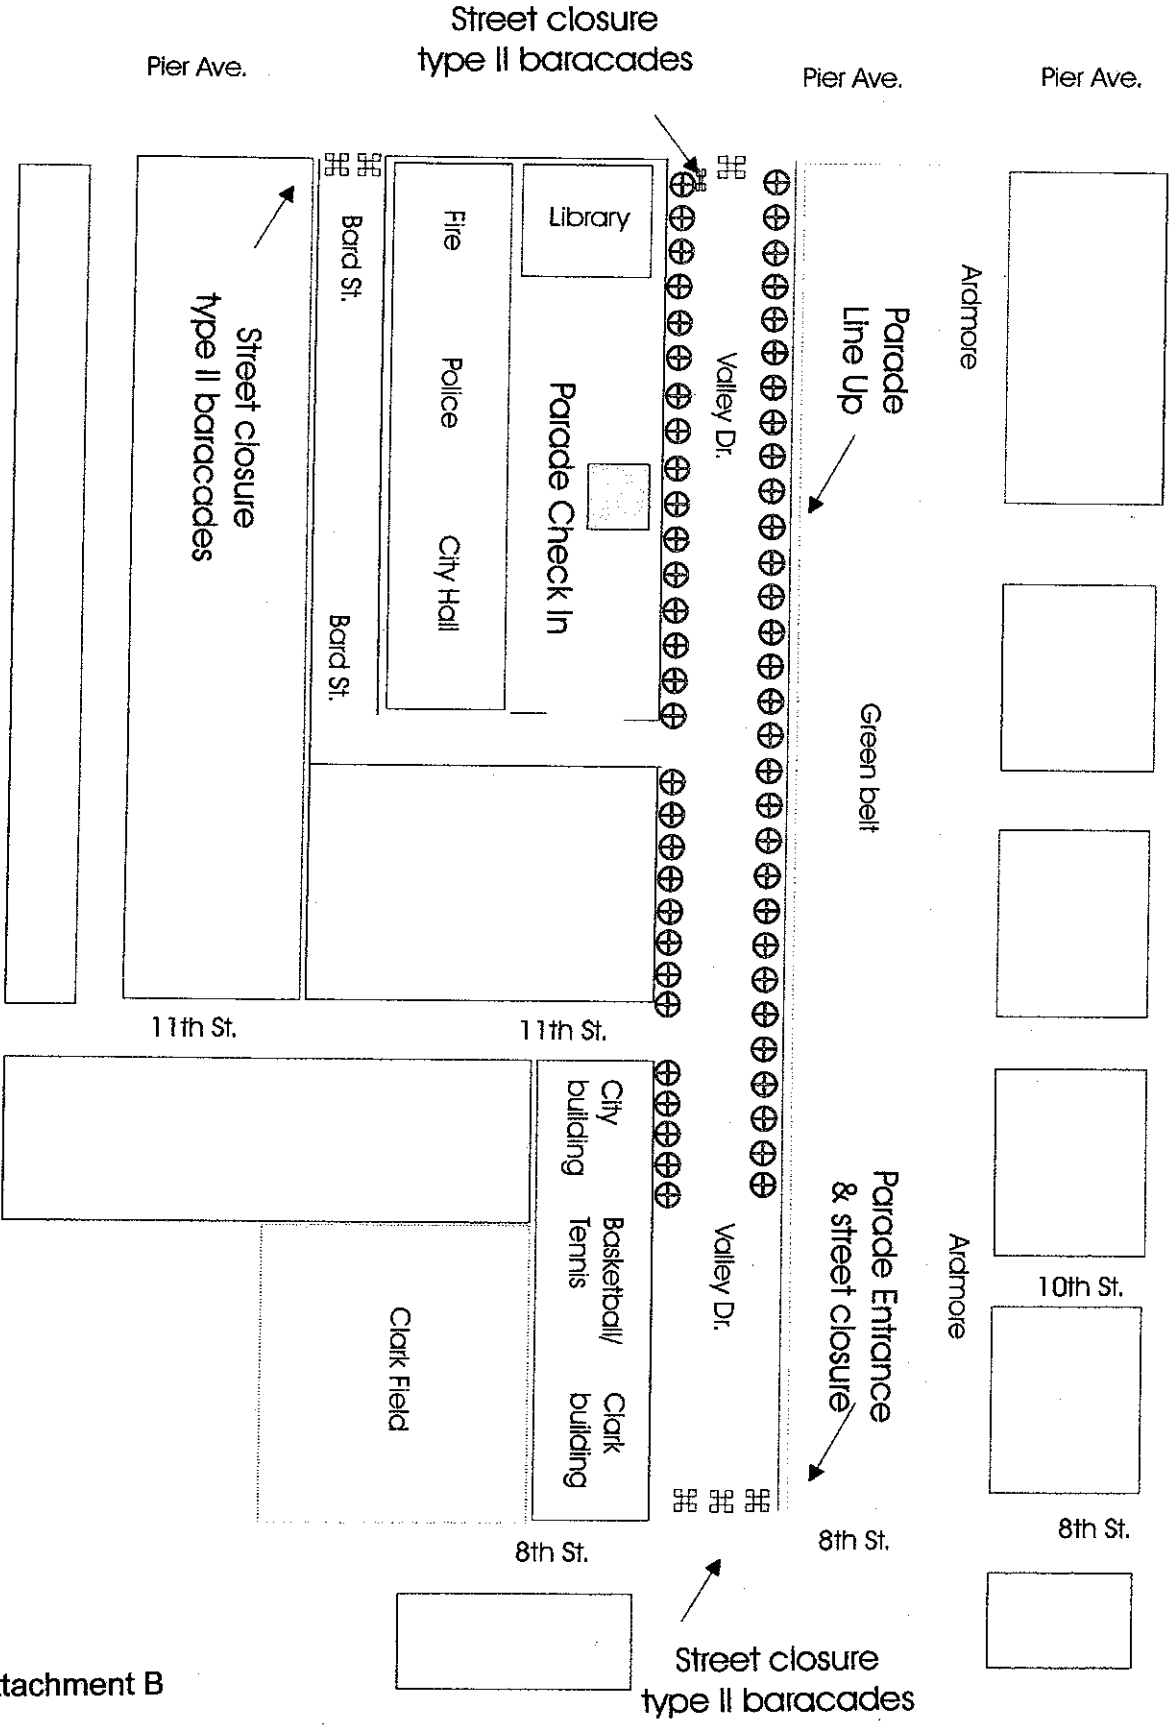 Street closure
type II baracades
Pier Ave.
Pier Ave.
Pier Ave.
Library
Fire
Police
City Hall
Bard St.
Bard St.
Street closure
type II baracades
Parade Check In
Valley Dr.
Parade
Line Up
Ardmore
Green belt
11th St.
11th St.
City
building
Basketball/
Tennis
Clark
building
Clark Field
Valley Dr.
Parade Entrance
& street closure
Ardmore
10th St.
8th St.
8th St.
8th St.
Street closure
type II baracades
ttachment B